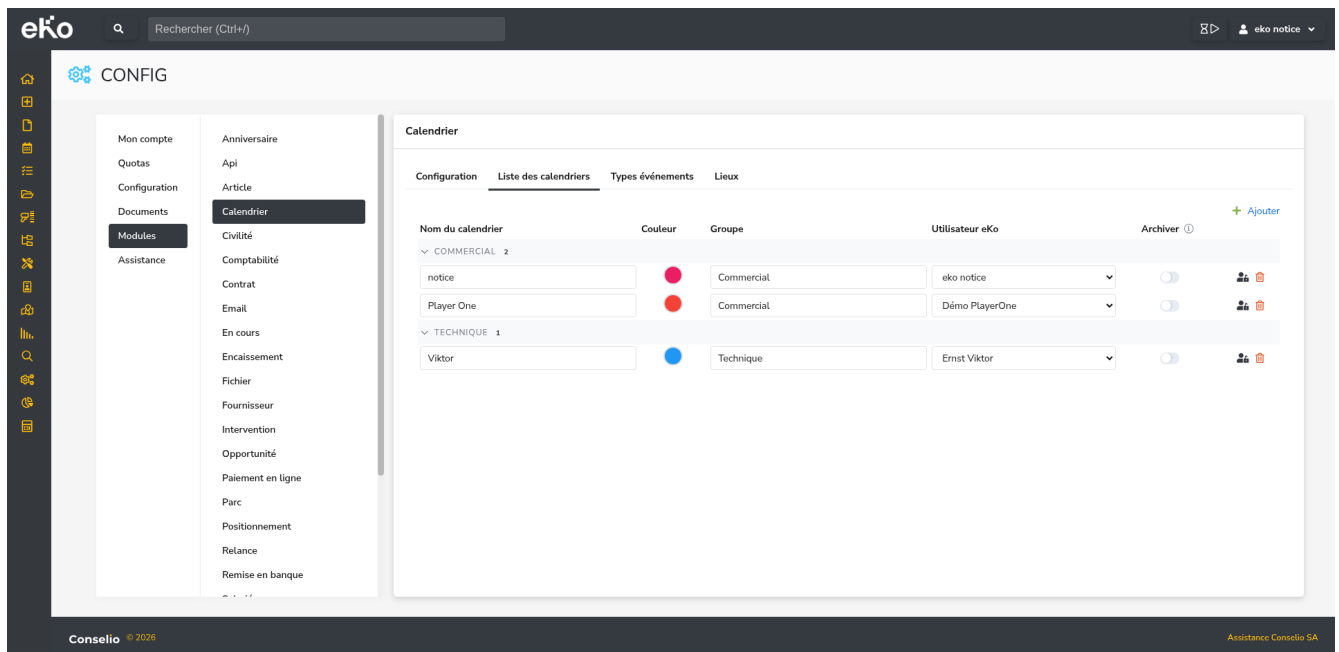 eKo
Rechercher (Ctrl+/)
eko notice
CONFIG
Mon compte
Quotas
Configuration
Documents
Modules
Assistance
Anniversaire
Api
Article
Calendrier
Civilité
Comptabilité
Contrat
Email
En cours
Encaissement
Fichier
Fournisseur
Intervention
Opportunité
Paiement en ligne
Parc
Positionnement
Relance
Remise en banque
Calendrier
Configuration Liste des calendriers Types événements Lieux
+ Ajouter
Nom du calendrier Couleur Groupe Utilisateur eKo Archiver
COMMERCIAL 2
notice Commercial eko notice
Player One Commercial Démo PlayerOne
TECHNIQUE 1
Viktor Technique Ernst Viktor
Conselio © 2026
Assistance Conselio SA